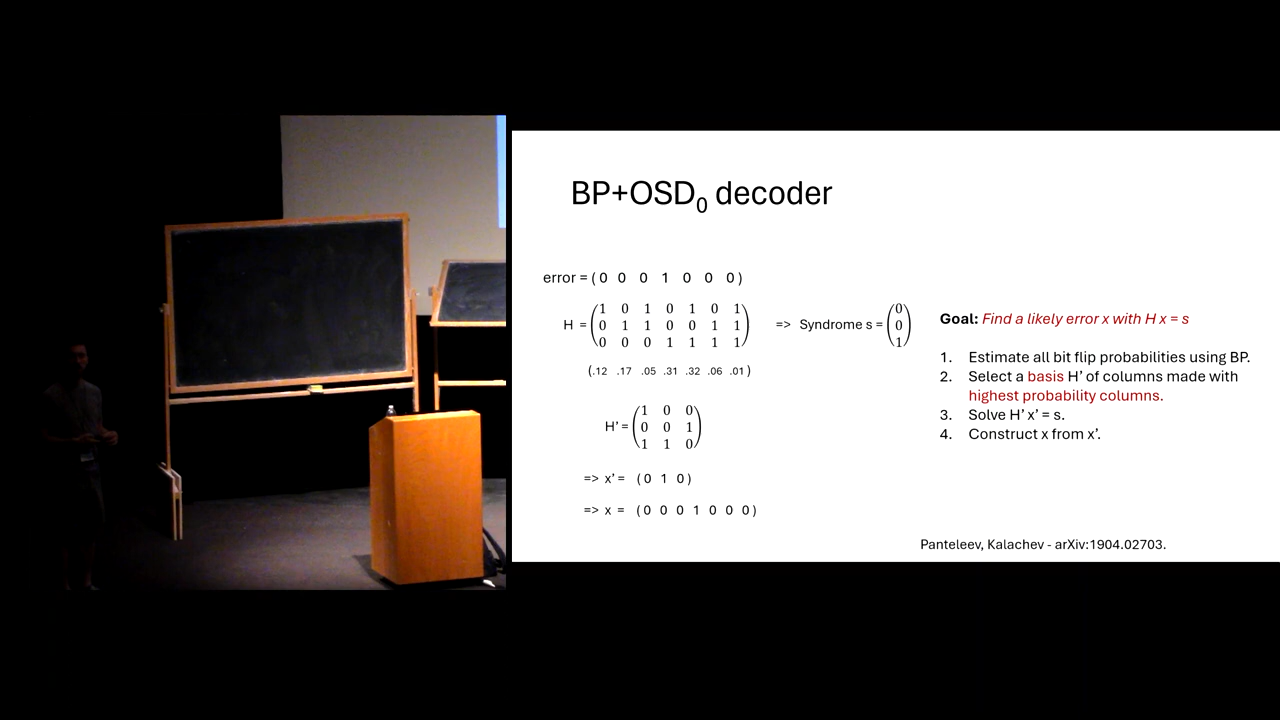 BP+OSD₀ decoder
error = ( 0 0 0 1 0 0 0 )
H = (1 0 1 0 1 0 1
0 1 1 0 0 1 1
0 0 0 1 1 1 1)
=> Syndrome s = (0
0
1)
(.12 .17 .05 .31 .32 .06 .01 )
H’ = (1 0 0
0 0 1
1 1 0)
=> x’ = ( 0 1 0 )
=> x = ( 0 0 0 1 0 0 0 )
Goal: Find a likely error x with H x = s
1. Estimate all bit flip probabilities using BP.
2. Select a basis H’ of columns made with
highest probability columns.
3. Solve H’ x’ = s.
4. Construct x from x’.
Panteleev, Kalachev - arXiv:1904.02703.